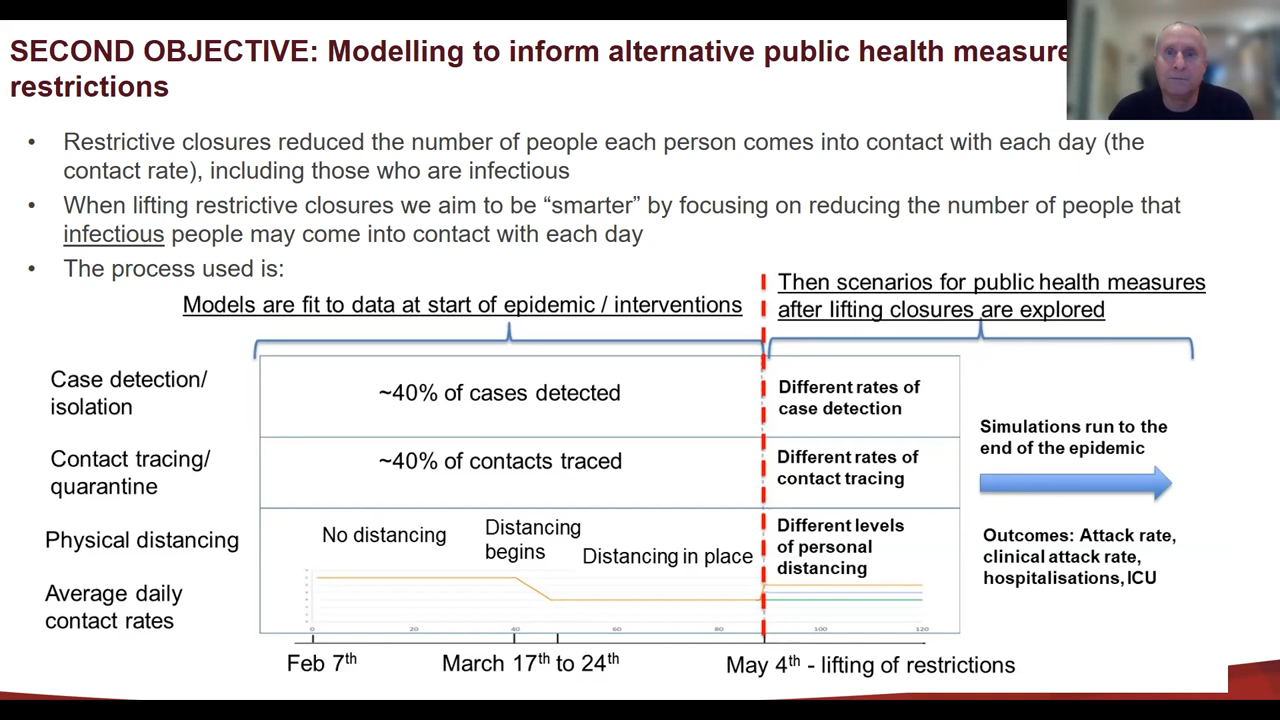 SECOND OBJECTIVE: Modelling to inform alternative public health measure
restrictions
• Restrictive closures reduced the number of people each person comes into contact with each day (the
contact rate), including those who are infectious
• When lifting restrictive closures we aim to be “smarter” by focusing on reducing the number of people that
infectious people may come into contact with each day
• The process used is:
Models are fit to data at start of epidemic / interventions
Then scenarios for public health measures
after lifting closures are explored
Case detection/
isolation
~40% of cases detected
Different rates of
case detection
Contact tracing/
quarantine
~40% of contacts traced
Different rates of
contact tracing
Simulations run to the
end of the epidemic
Physical distancing
No distancing
Distancing
begins
Distancing in place
Different levels
of personal
distancing
Outcomes: Attack rate,
clinical attack rate,
hospitalisations, ICU
Average daily
contact rates
0 20 40 60 80 100 120
Feb 7th
March 17th to 24th
May 4th - lifting of restrictions